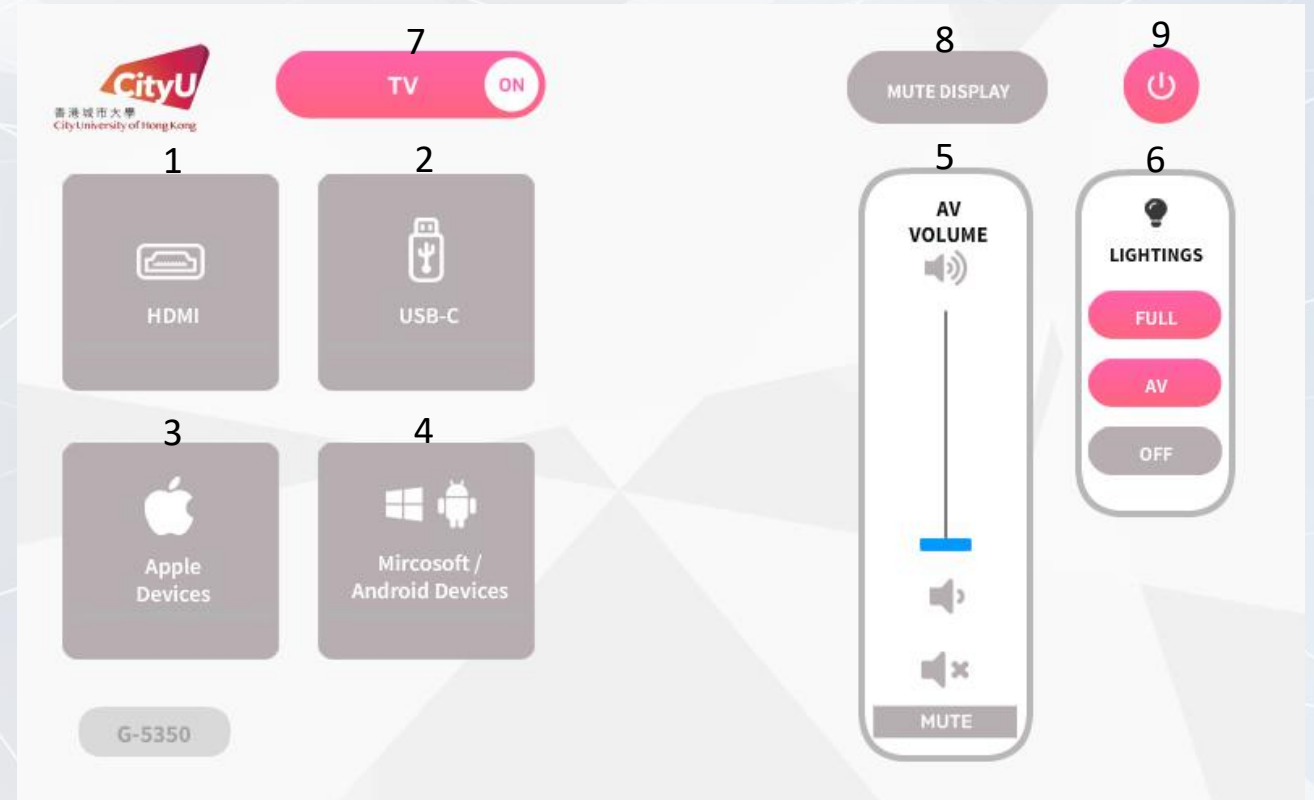 7
8
9
CityU
香港城市大學
City University of Hong Kong
TV
ON
MUTE DISPLAY
1
2
5
6
HDMI
USB-C
AV
VOLUME
LIGHTINGS
FULL
AV
OFF
3
4
Apple
Devices
Mircosoft /
Android Devices
MUTE
G-5350